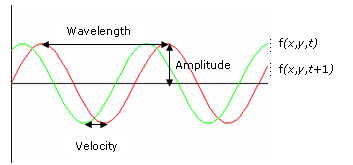 Wavelength
f(x,y,t)
Amplitude
f(x,y,t+1)
Velocity